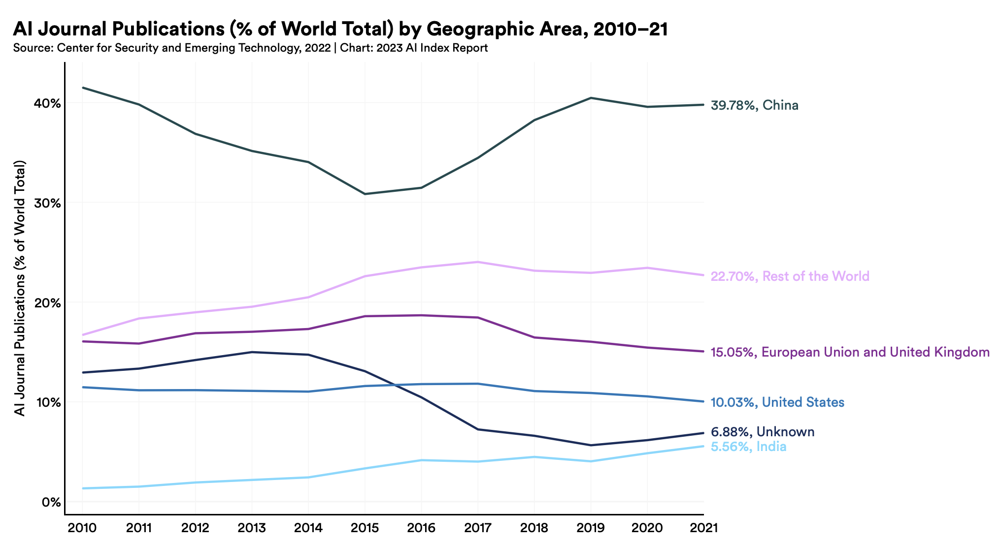 AI Journal Publications (% of World Total) by Geographic Area, 2010–21
Source: Center for Security and Emerging Technology, 2022 | Chart: 2023 AI Index Report
AI Journal Publications (% of World Total)
40%
30%
20%
10%
0%
39.78%, China
22.70%, Rest of the World
15.05%, European Union and United Kingdom
10.03%, United States
6.88%, Unknown
5.56%, India
2010 2011 2012 2013 2014 2015 2016 2017 2018 2019 2020 2021